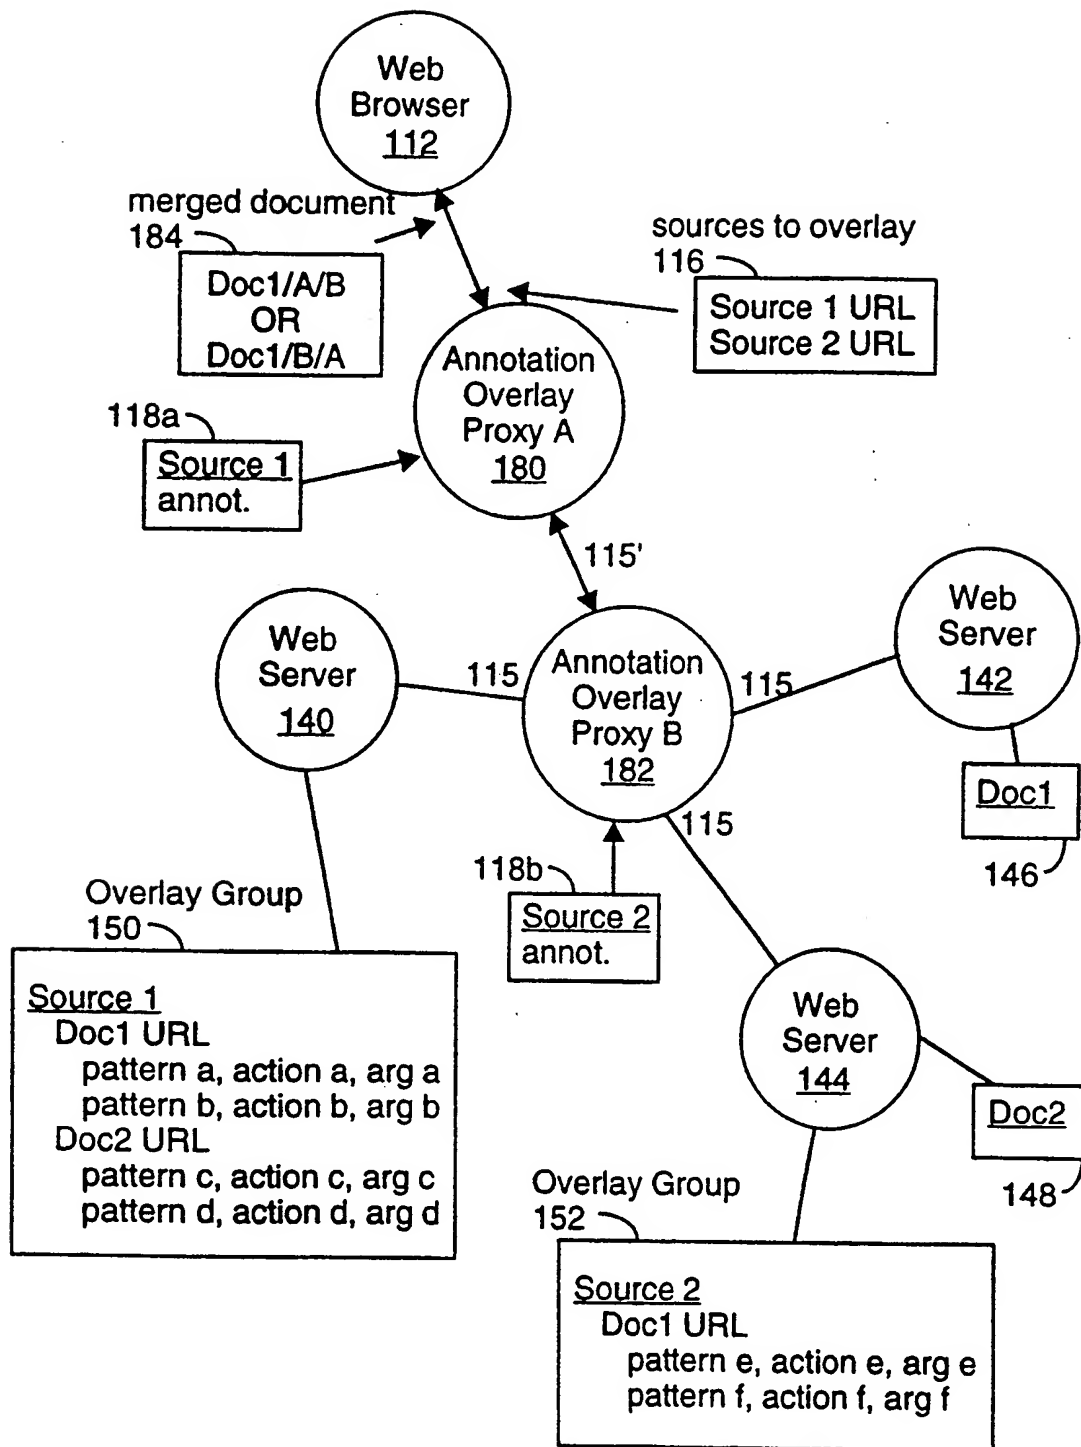 Web
Browser
112
merged document
184
Doc1/A/B
OR
Doc1/B/A
sources to overlay
116
Source 1 URL
Source 2 URL
Annotation
Overlay
Proxy A
180
118a
Source 1
annot.
115'
Web
Server
140
115
Annotation
Overlay
Proxy B
182
115
Web
Server
142
Doc1
146
115
118b
Source 2
annot.
Overlay Group
150
Source 1
Doc1 URL
pattern a, action a, arg a
pattern b, action b, arg b
Doc2 URL
pattern c, action c, arg c
pattern d, action d, arg d
Web
Server
144
Doc2
148
Overlay Group
152
Source 2
Doc1 URL
pattern e, action e, arg e
pattern f, action f, arg f